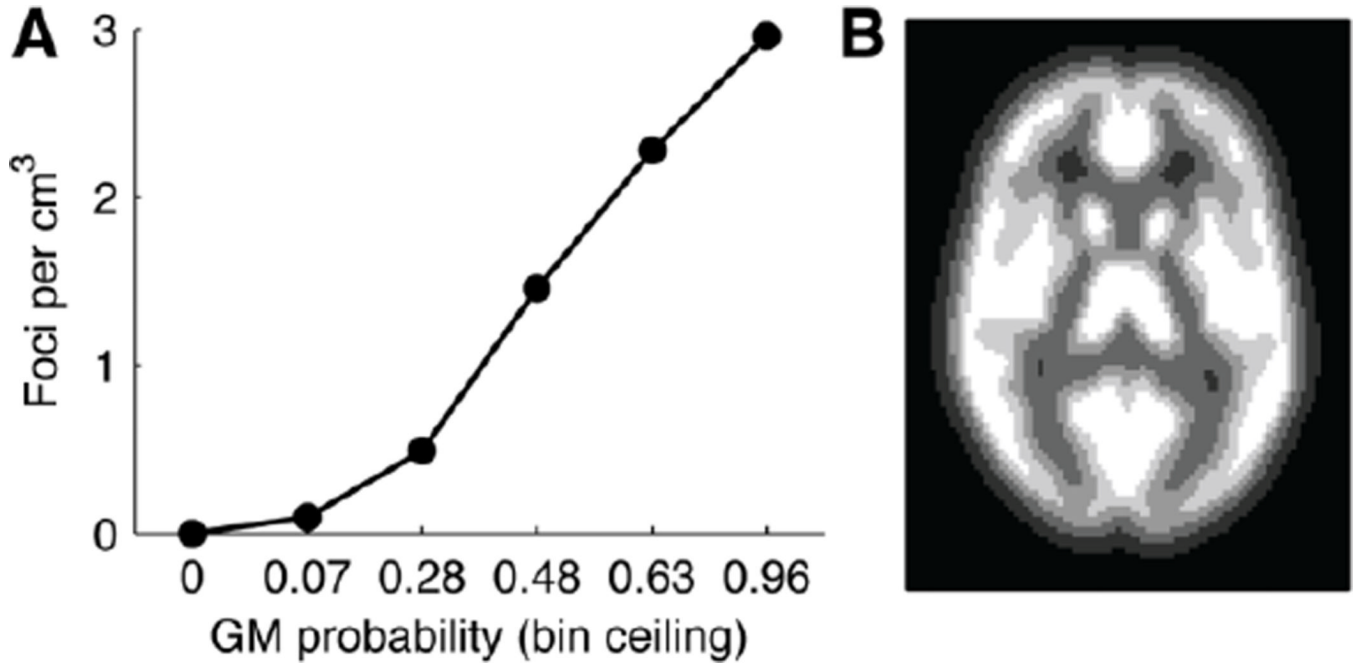 A
3
2
1
0
Foci per cm³
0 0.07 0.28 0.48 0.63 0.96
GM probability (bin ceiling)
B